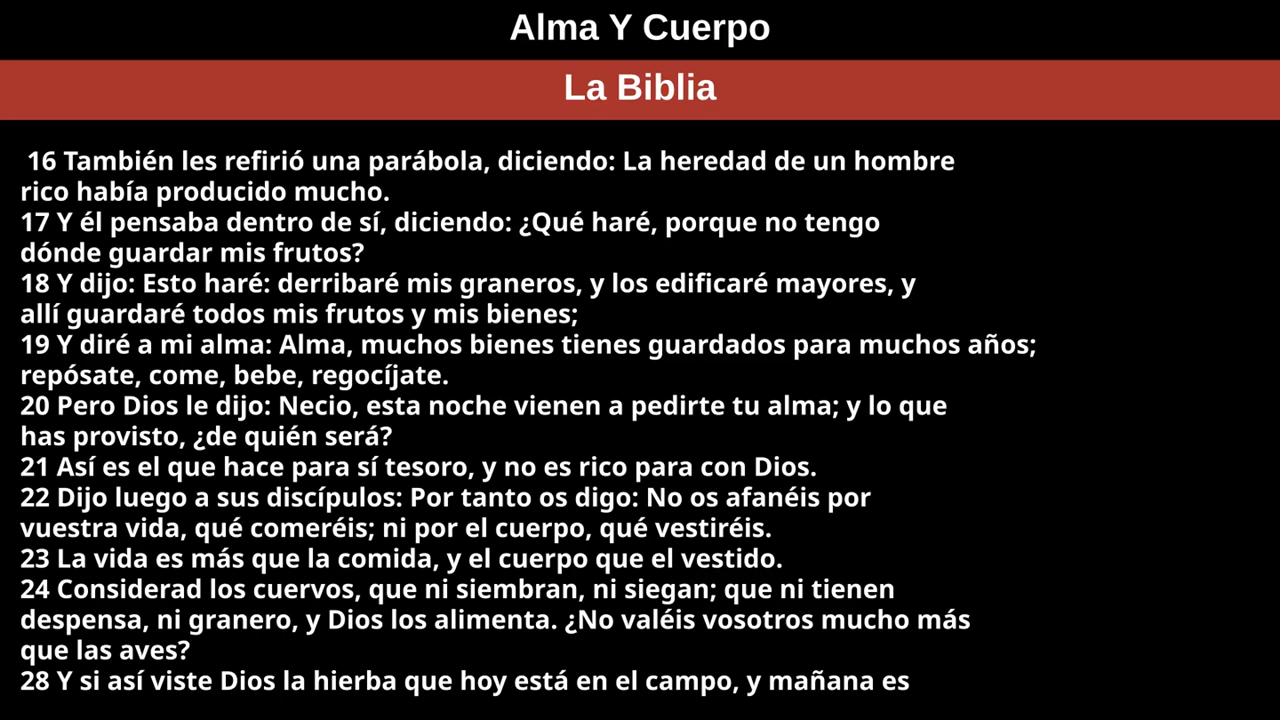 Alma Y Cuerpo
La Biblia
16 También les refirió una parábola, diciendo: La heredad de un hombre
rico había producido mucho.
17 Y él pensaba dentro de sí, diciendo: ¿Qué haré, porque no tengo
dónde guardar mis frutos?
18 Y dijo: Esto haré: derribaré mis graneros, y los edificaré mayores, y
allí guardaré todos mis frutos y mis bienes;
19 Y diré a mi alma: Alma, muchos bienes tienes guardados para muchos años;
repósate, come, bebe, regocíjate.
20 Pero Dios le dijo: Necio, esta noche vienen a pedirte tu alma; y lo que
has provisto, ¿de quién será?
21 Así es el que hace para sí tesoro, y no es rico para con Dios.
22 Dijo luego a sus discípulos: Por tanto os digo: No os afanéis por
vuestra vida, qué comeréis; ni por el cuerpo, qué vestiréis.
23 La vida es más que la comida, y el cuerpo que el vestido.
24 Considerad los cuervos, que ni siembran, ni siegan; que ni tienen
despensa, ni granero, y Dios los alimenta. ¿No valéis vosotros mucho más
que las aves?
28 Y si así viste Dios la hierba que hoy está en el campo, y mañana es